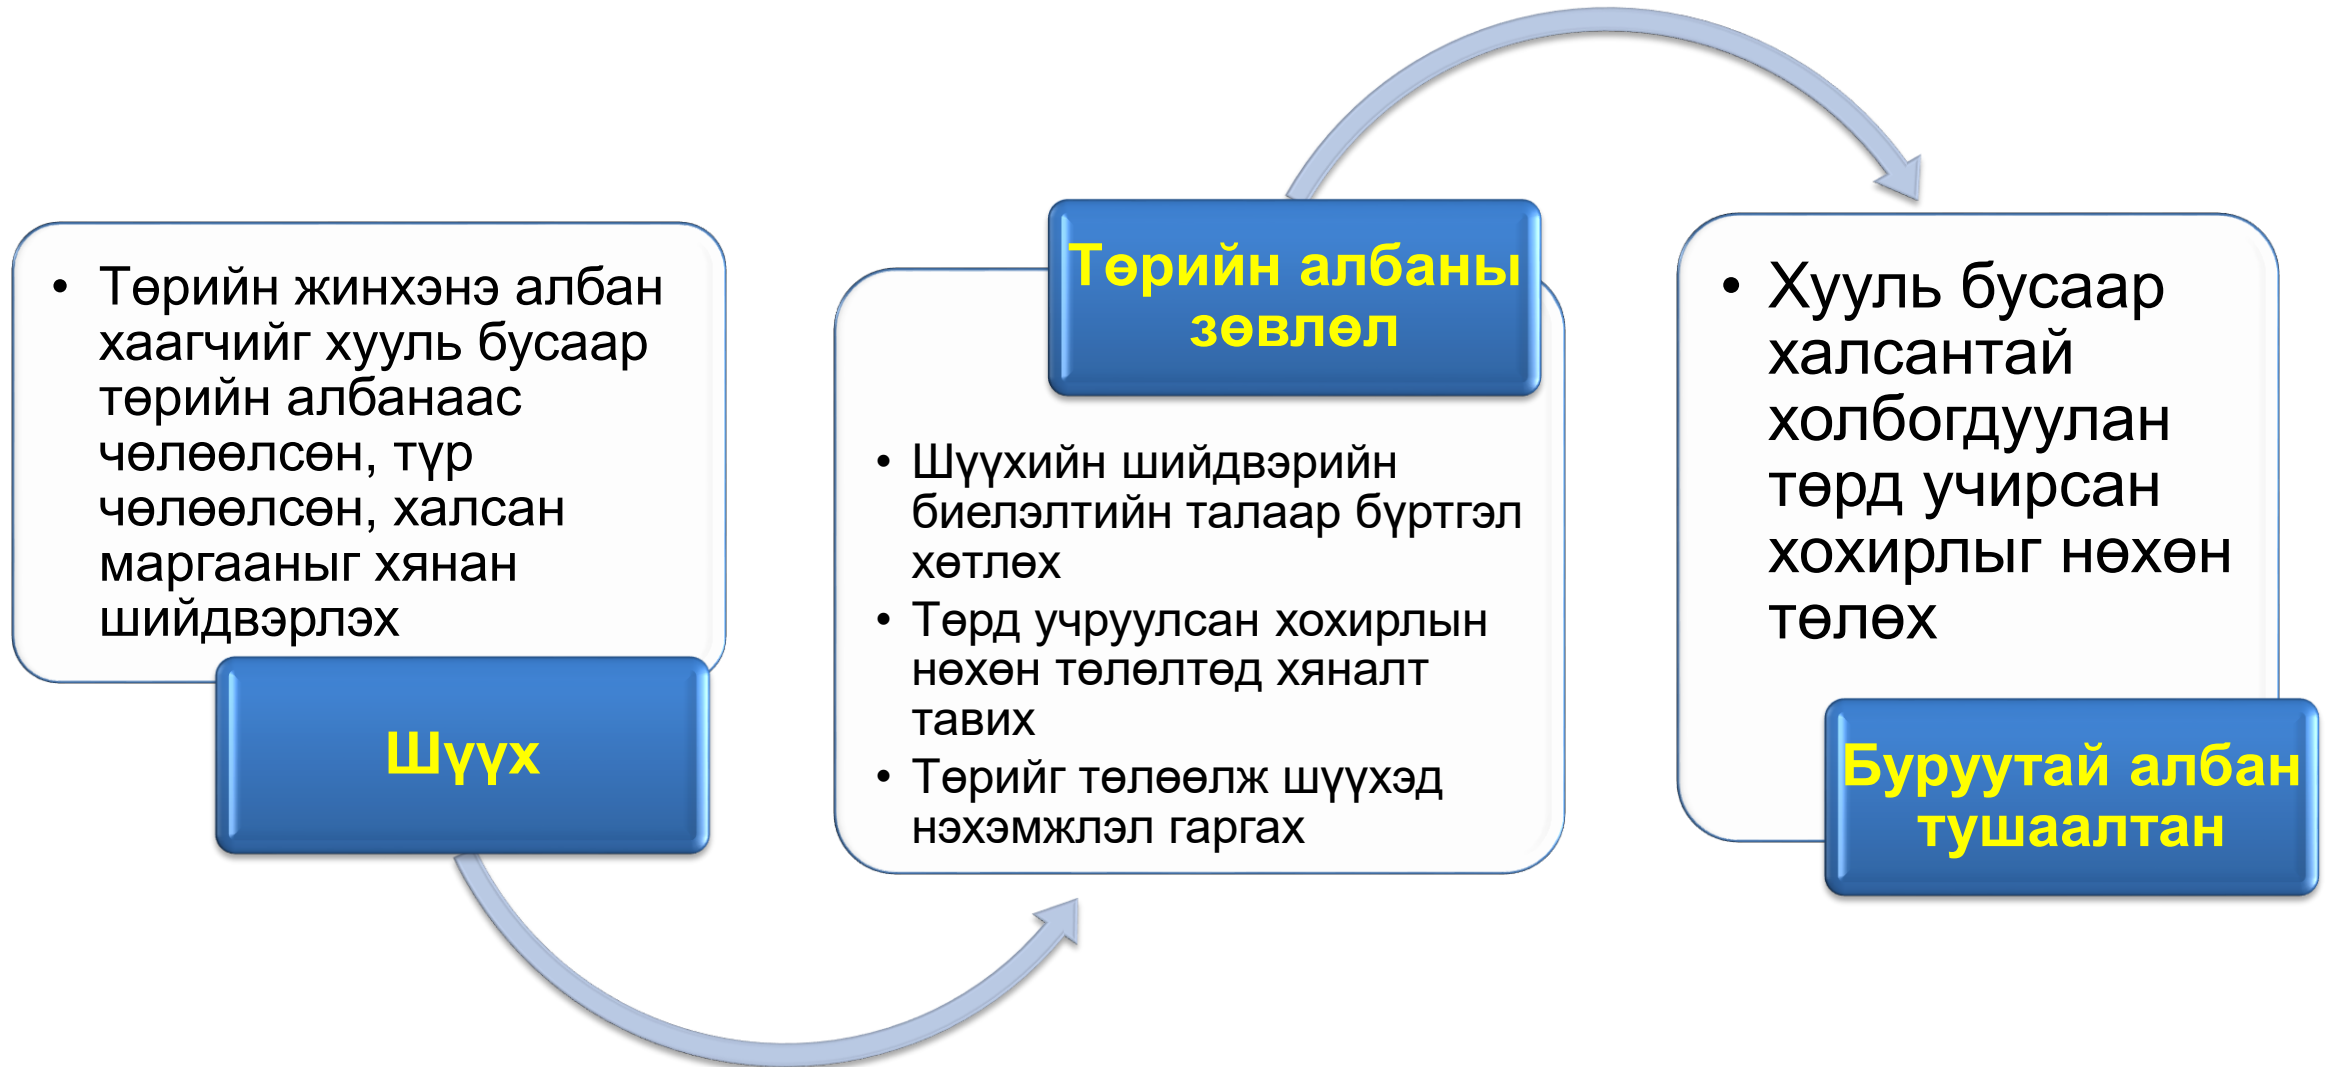 • Төрийн жинхэнэ албан
хаагчийг хууль бусаар
төрийн албанаас
чөлөөлсөн, түр
чөлөөлсөн, халсан
маргааныг хянан
шийдвэрлэх
Шүүх
Төрийн албаны
зөвлөл
• Шүүхийн шийдвэрийн
биелэлтийн талаар бүртгэл
хөтлөх
• Төрд учруулсан хохирлын
нөхөн төлөлтөд хяналт
тавих
• Төрийг төлөөлж шүүхэд
нэхэмжлэл гаргах
• Хууль бусаар
халсантай
холбогдуулан
төрд учирсан
хохирлыг нөхөн
төлөх
Буруутай албан
тушаалтан